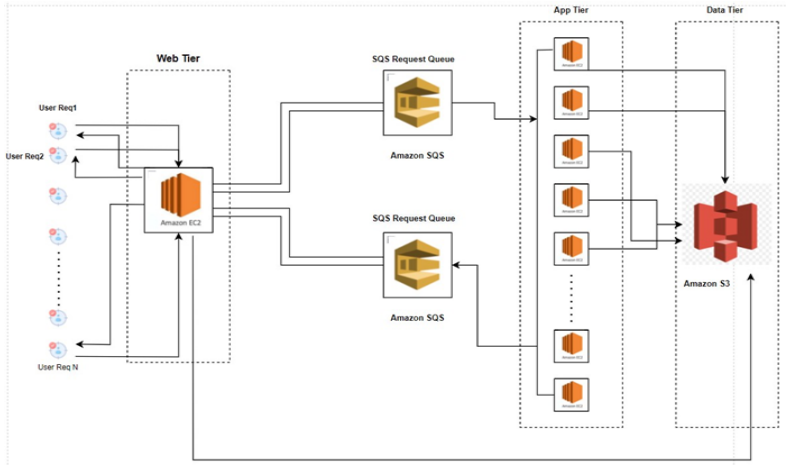 App Tier
Data Tier
Web Tier
SQS Request Queue
Amazon EC2
User Req1
Amazon EC2
User Req2
Amazon SQS
Amazon EC2
Amazon EC2
Amazon EC2
SQS Request Queue
Amazon EC2
Amazon S3
Amazon SQS
Amazon EC2
User Req N
Amazon EC2